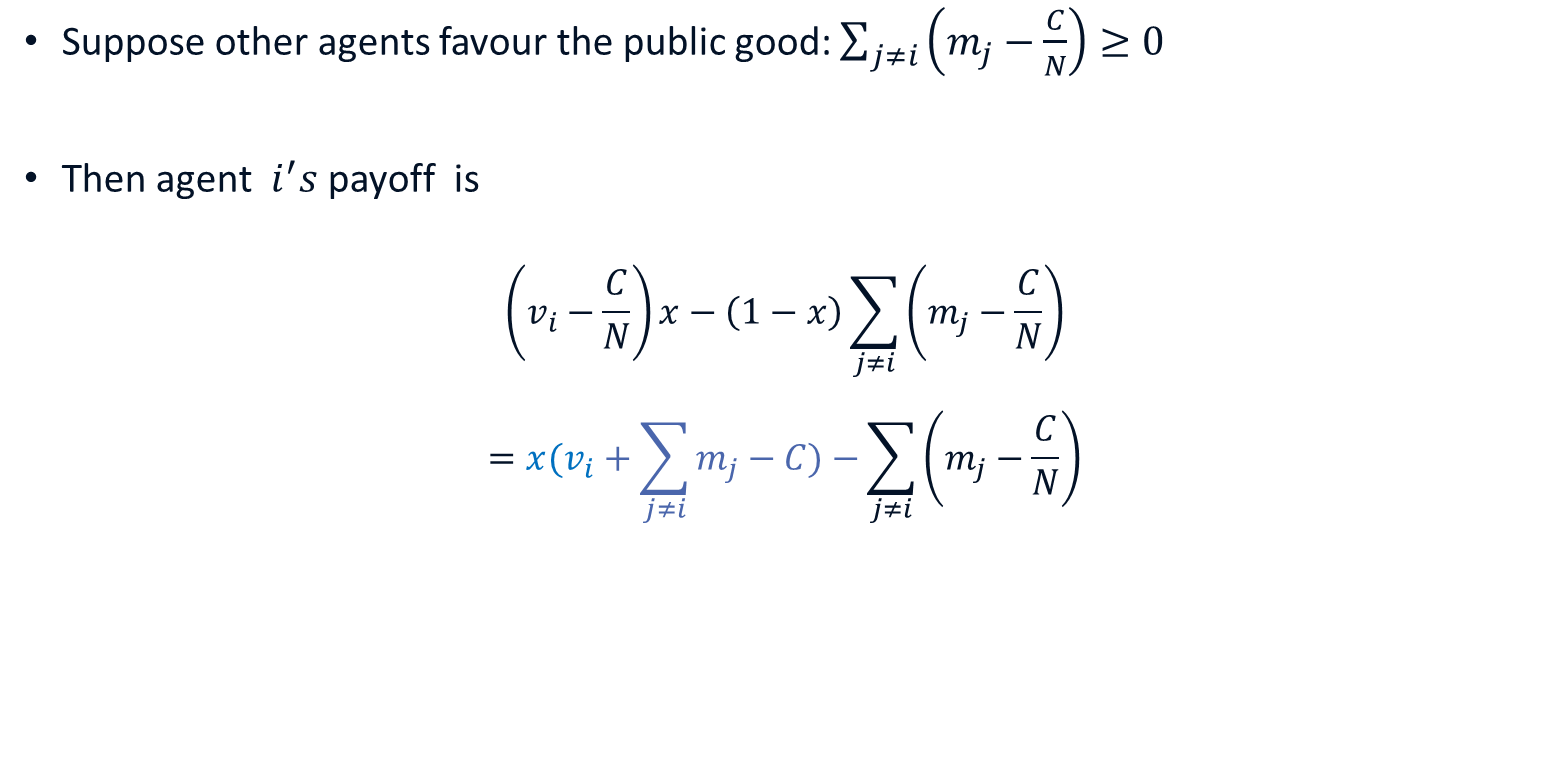 • Suppose other agents favour the public good: ∑_{j≠i} (m_j − C/N) ≥ 0
• Then agent i's payoff is
(v_i − C/N) x − (1 − x) ∑_{j≠i} (m_j − C/N)
= x(v_i + ∑_{j≠i} m_j − C) − ∑_{j≠i} (m_j − C/N)